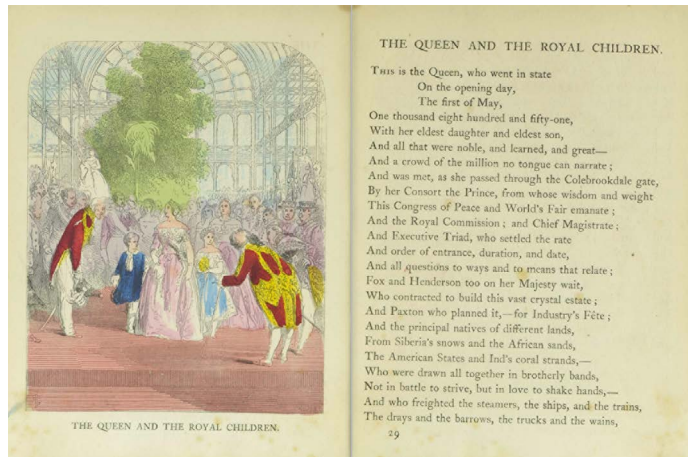 THE QUEEN AND THE ROYAL CHILDREN.
THE QUEEN AND THE ROYAL CHILDREN.
THIS is the Queen, who went in state
On the opening day,
The first of May,
One thousand eight hundred and fifty-one,
With her eldest daughter and eldest son,
And all that were noble, and learned, and great—
And a crowd of the million no tongue can narrate ;
And was met, as she passed through the Colebrookdale gate,
By her Consort the Prince, from whose wisdom and weight
This Congress of Peace and World's Fair emanate ;
And the Royal Commission ; and Chief Magistrate ;
And Executive Triad, who settled the rate
And order of entrance, duration, and date,
And all questions to ways and to means that relate ;
Fox and Henderson too on her Majesty wait,
Who contracted to build this vast crystal estate ;
And Paxton who planned it,—for Industry's Fête ;
And the principal natives of different lands,
From Siberia's snows and the African sands,
The American States and Ind's coral strands,—
Who were drawn all together in brotherly bands,
Not in battle to strive, but in love to shake hands,—
And who freighted the steamers, the ships, and the trains,
The drays and the barrows, the trucks and the wains,
29